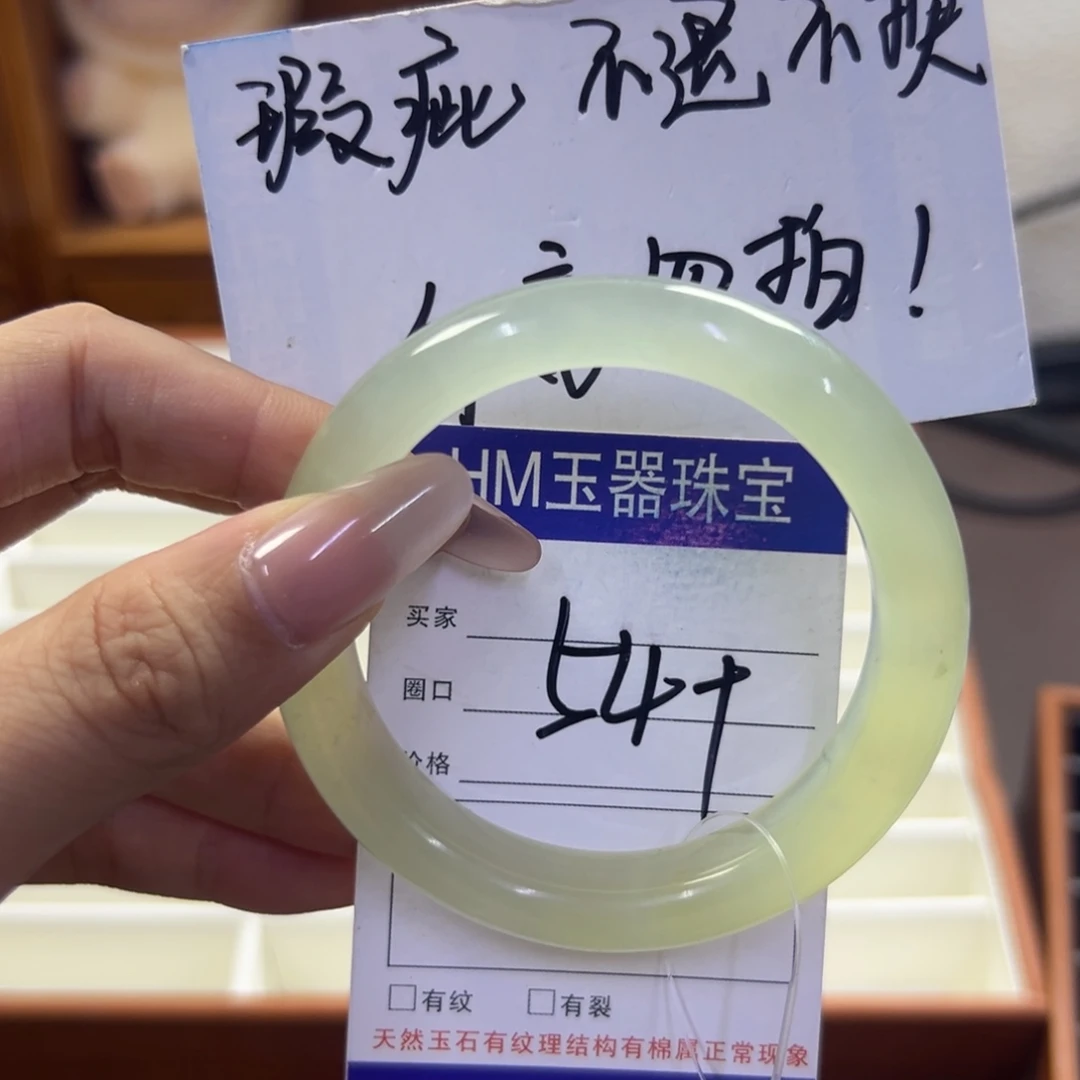 瑕疵 不退不换
勿拍!
HM玉器珠宝
买家
圈口
54+
价格
有纹 有裂
天然玉石有纹理结构有棉属正常现象